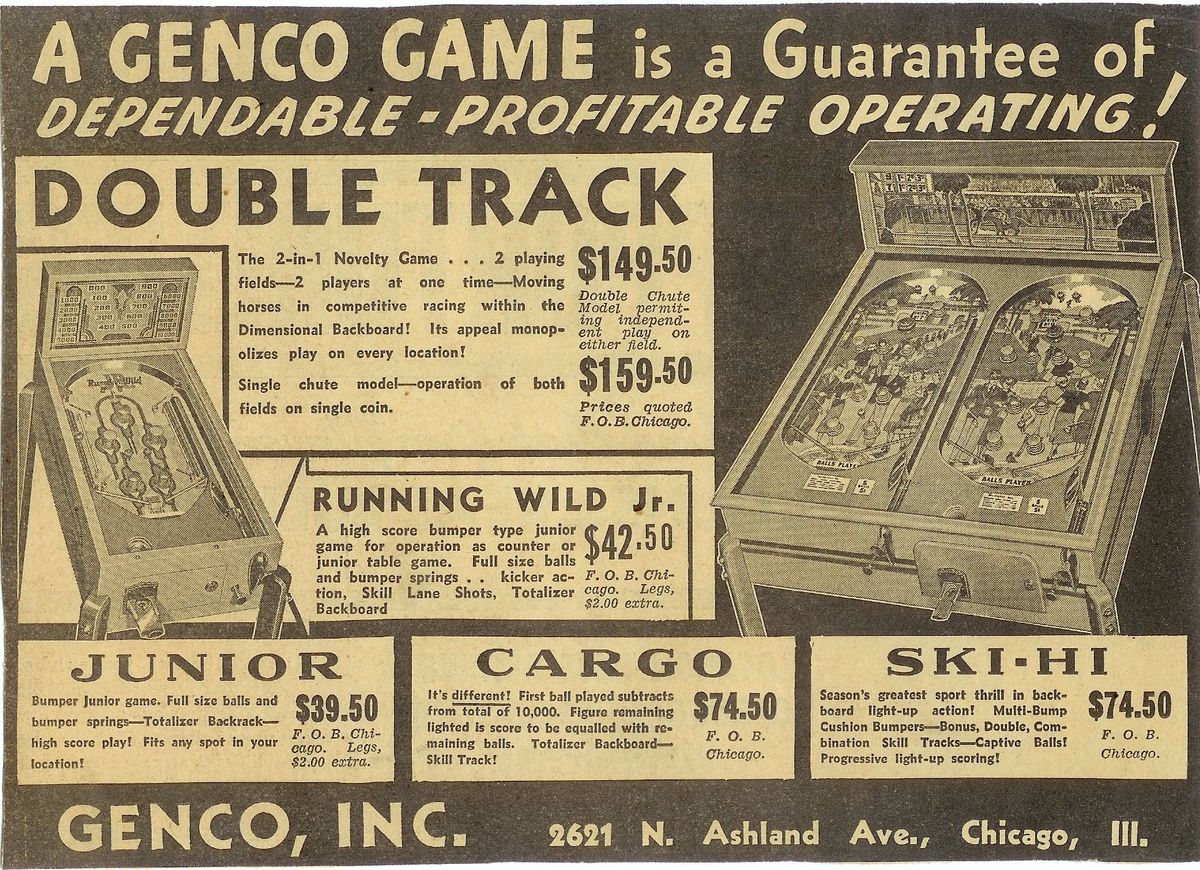 A GENCO GAME is a Guarantee of
DEPENDABLE - PROFITABLE OPERATING!
DOUBLE TRACK
The 2-in-1 Novelty Game . . . 2 playing
fields—2 players at one time—Moving
horses in competitive racing within the
Dimensional Backboard! Its appeal monop-
olizes play on every location!
Single chute model—operation of both
fields on single coin.
$149.50
Double Chute
Model permit-
ting independ-
ent play on
either field.
$159.50
Prices quoted
F.O.B. Chicago.
Running Wild
BALLS PLAYED
BALLS PLAYED
RUNNING WILD Jr.
A high score bumper type junior
game for operation as counter or
junior table game. Full size balls
and bumper springs . . kicker ac-
tion, Skill Lane Shots, Totalizer
Backboard
$42.50
F. O. B. Chi-
cago. Legs,
$2.00 extra.
JUNIOR
Bumper Junior game. Full size balls and
bumper springs—Totalizer Backrack—
high score play! Fits any spot in your
location!
$39.50
F. O. B. Chi-
cago. Legs,
$2.00 extra.
CARGO
It's different! First ball played subtracts
from total of 10,000. Figure remaining
lighted is score to be equalled with re-
maining balls. Totalizer Backboard—
Skill Track!
$74.50
F. O. B.
Chicago.
SKI-HI
Season's greatest sport thrill in back-
board light-up action! Multi-Bump
Cushion Bumpers—Bonus, Double, Com-
bination Skill Tracks—Captive Balls!
Progressive light-up scoring!
$74.50
F. O. B.
Chicago.
GENCO, INC. 2621 N. Ashland Ave., Chicago, Ill.